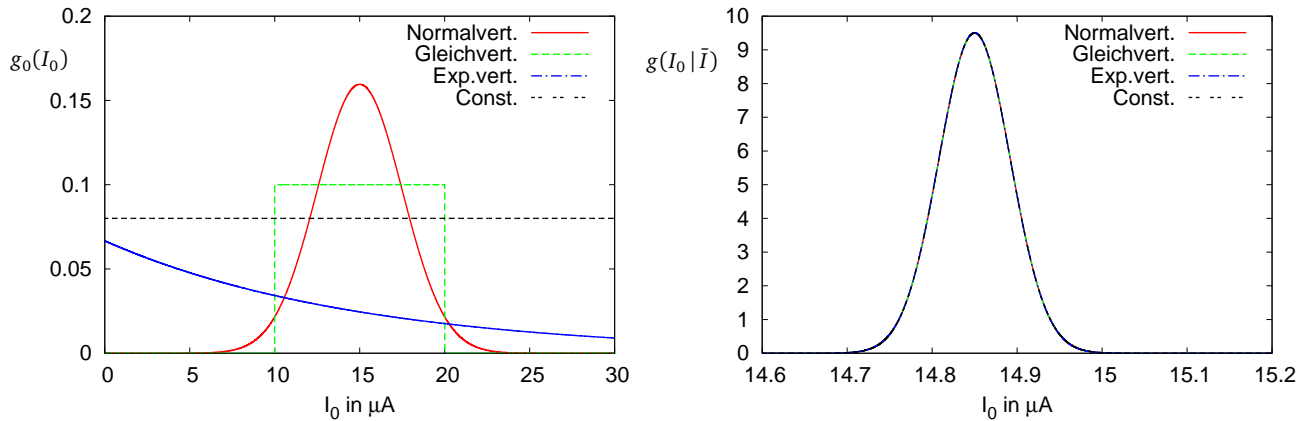 g₀(I₀)
0.2
0.15
0.1
0.05
0
Normalvert.
Gleichvert.
Exp.vert.
Const.
0 5 10 15 20 25 30
I₀ in µA
g(I₀ | Ī)
10
9
8
7
6
5
4
3
2
1
0
Normalvert.
Gleichvert.
Exp.vert.
Const.
14.6 14.7 14.8 14.9 15 15.1 15.2
I₀ in µA